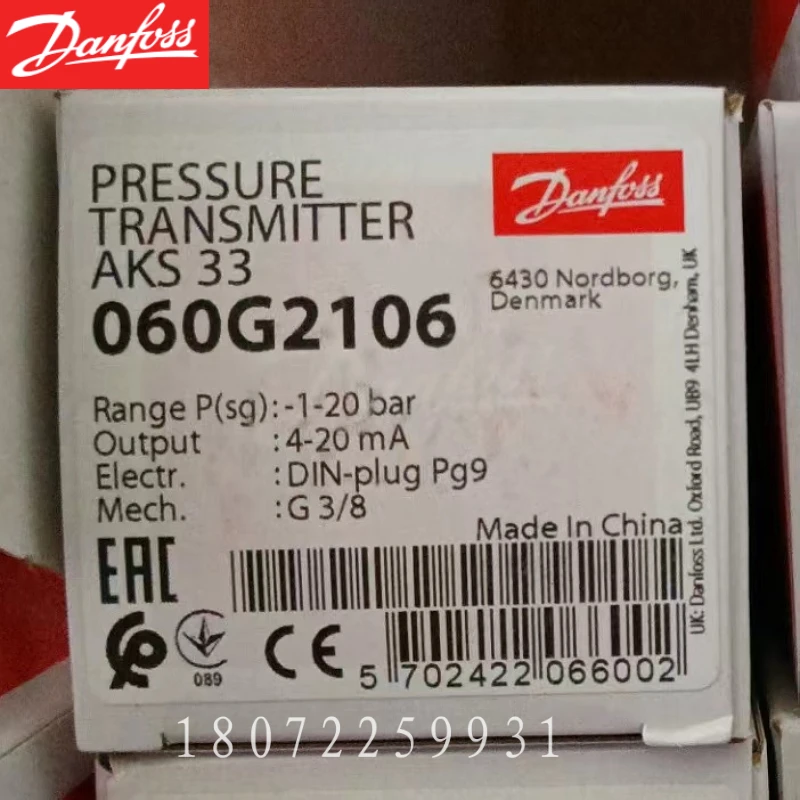 Danfoss
PRESSURE
TRANSMITTER
AKS 33
060G2106
Danfoss
6430 Nordborg,
Denmark
Range P(sg):-1-20 bar
Output :4-20 mA
Electr. :DIN-plug Pg9
Mech. :G 3/8
Made In China
UK: Danfoss Ltd. Oxford Road, UB9 4LH Denham, UK
EAC
089
CE
5 702422 066002
18072259931